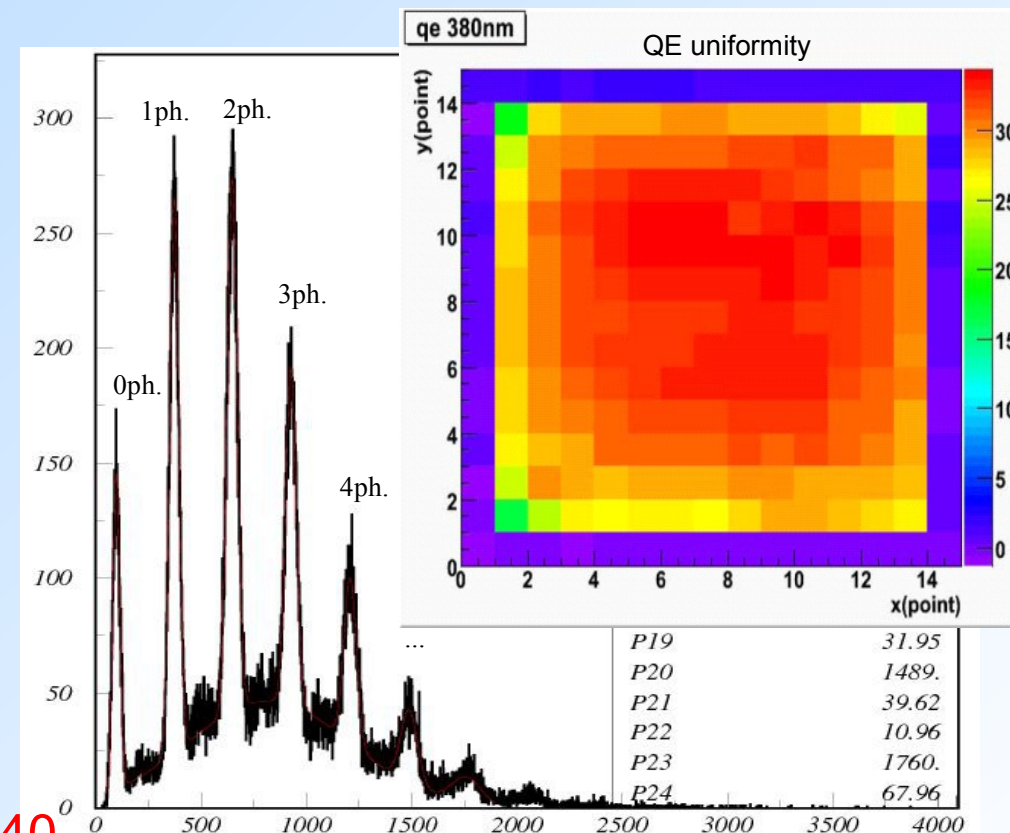 qe 380nm
QE uniformity
y(point)
14
12
10
8
6
4
2
0
0 2 4 6 8 10 12 14
x(point)
30
25
20
15
10
5
0
300
250
200
150
100
50
0
0ph.
1ph.
2ph.
3ph.
4ph.
...
P19 31.95
P20 1489.
P21 39.62
P22 10.96
P23 1760.
P24 67.96
0 500 1000 1500 2000 2500 3000 3500 4000
40